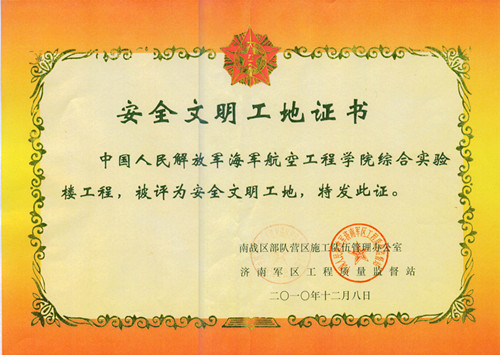 安全文明工地证书
中国人民解放军海军航空工程学院综合实验
楼工程，被评为安全文明工地，特发此证。
南战区部队营区施工队伍管理办公室
济南军区工程质量监督站
二〇一〇年十二月八日